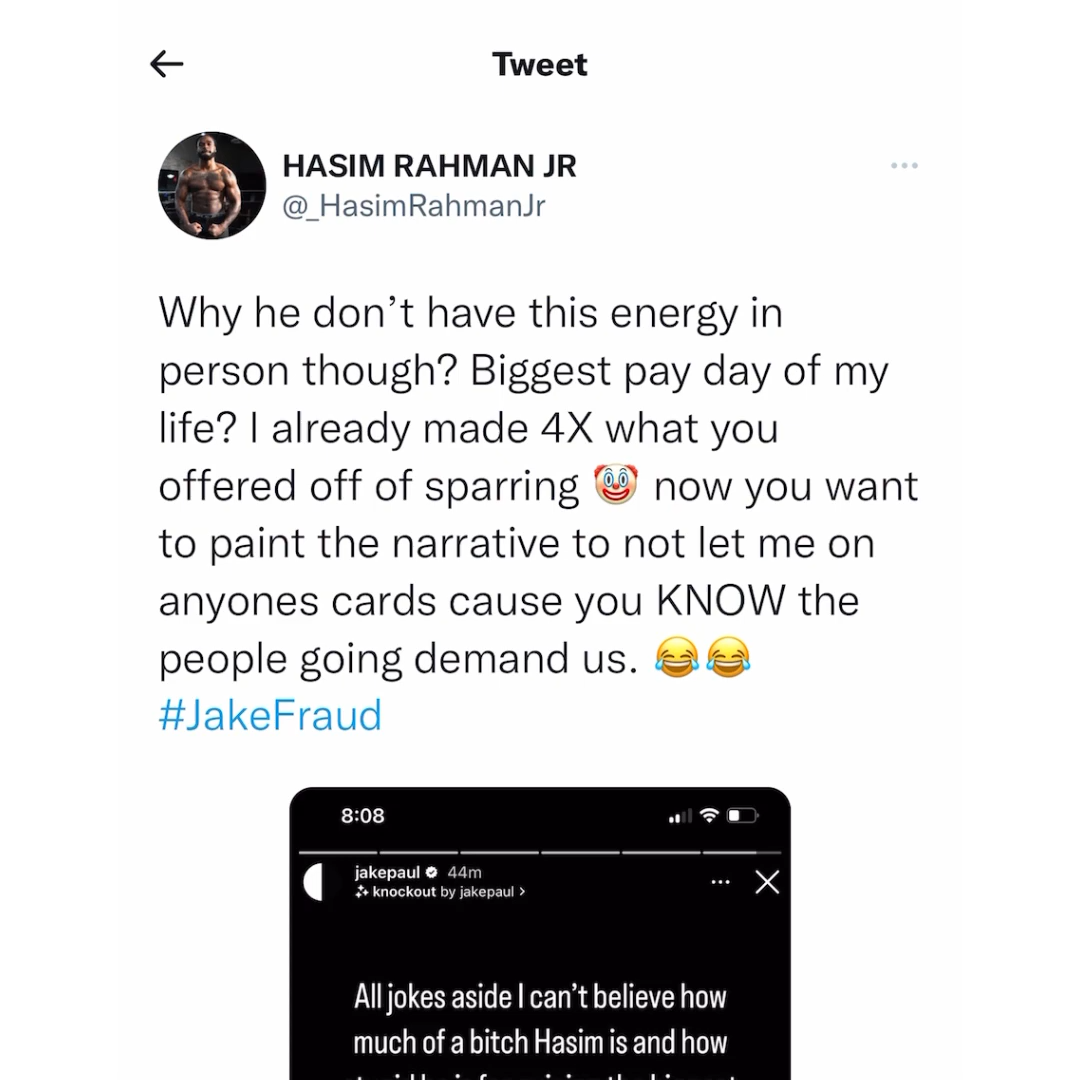 Tweet
HASIM RAHMAN JR
@_HasimRahmanJr
Why he don’t have this energy in
person though? Biggest pay day of my
life? I already made 4X what you
offered off of sparring 🤡 now you want
to paint the narrative to not let me on
anyones cards cause you KNOW the
people going demand us. 😂😂
#JakeFraud
8:08
jakepaul 44m
knockout by jakepaul >
All jokes aside I can’t believe how
much of a bitch Hasim is and how